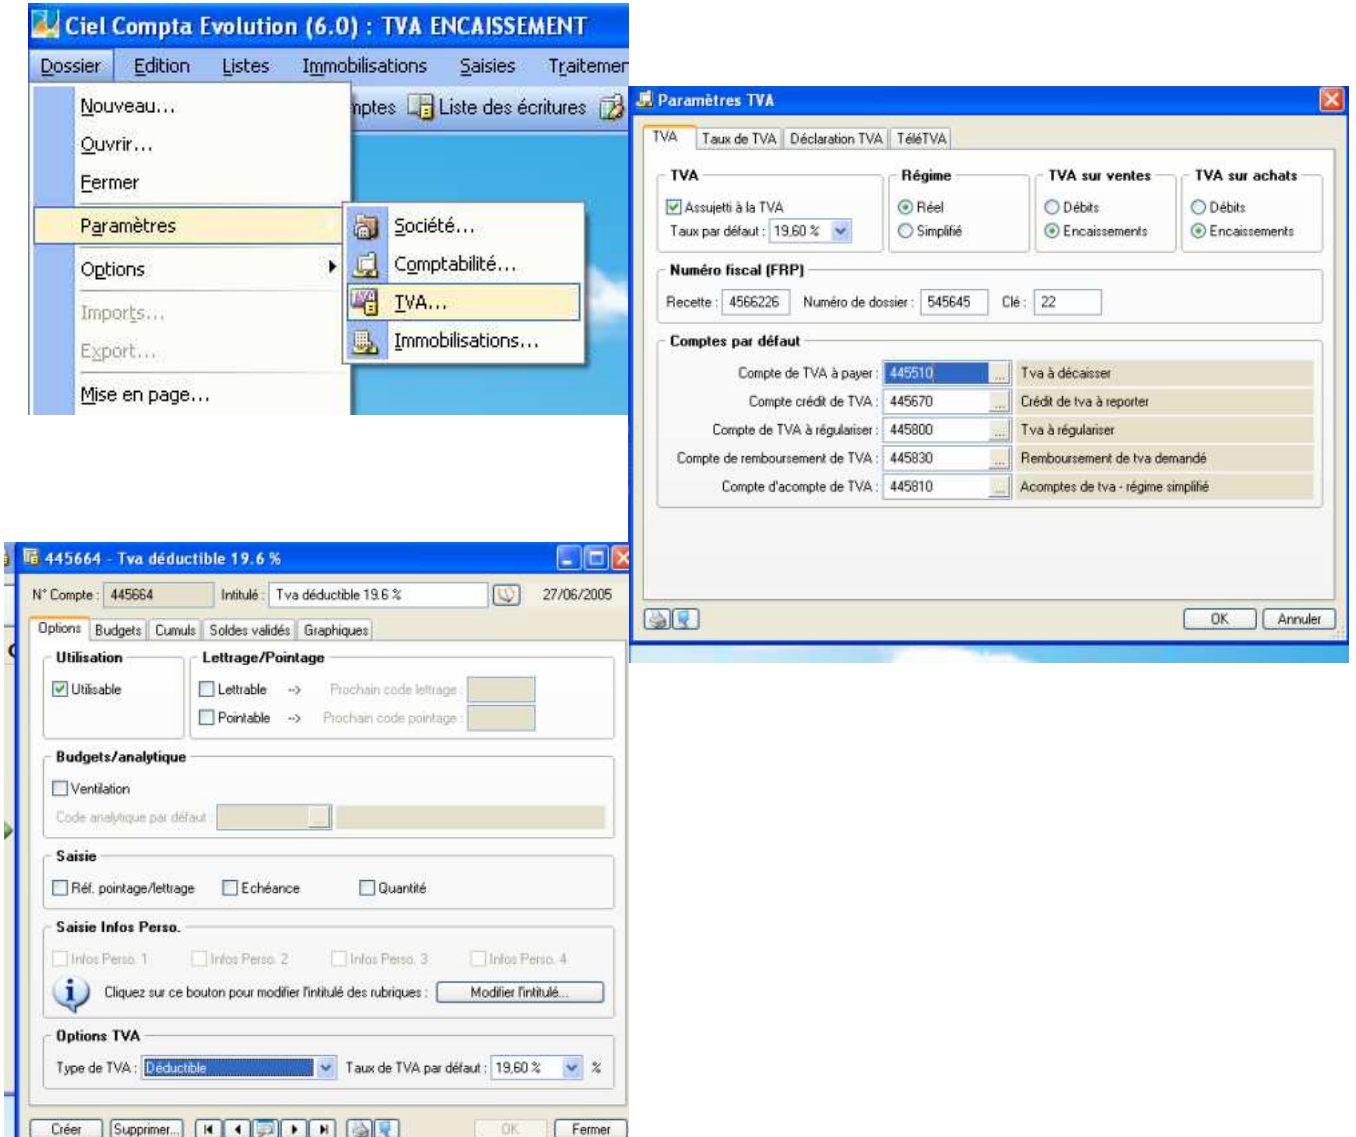 Ciel Compta Evolution (6.0) : TVA ENCAISSEMENT
Dossier Edition Listes Immobilisations Saisies Traitemen
Nouveau... mptes Liste des écritures
Ouvrir...
Fermer
Paramètres
Société...
Options
Comptabilité...
Imports...
TVA...
Export...
Immobilisations...
Mise en page...
Paramètres TVA
TVA Taux de TVA Déclaration TVA TéléTVA
TVA Régime TVA sur ventes TVA sur achats
Assujetti à la TVA Réel Débits Débits
Taux par défaut : 19,60 % Simplifié Encaissements Encaissements
Numéro fiscal (FRP)
Recette : 4566226 Numéro de dossier : 545645 Clé : 22
Comptes par défaut
Compte de TVA à payer : 445510 ... Tva à décaisser
Compte crédit de TVA : 445670 ... Crédit de tva à reporter
Compte de TVA à régulariser : 445800 ... Tva à régulariser
Compte de remboursement de TVA : 445830 ... Remboursement de tva demandé
Compte d'acompte de TVA : 445810 ... Acomptes de tva - régime simplifié
OK Annuler
445664 - Tva déductible 19.6 %
N° Compte : 445664 Intitulé : Tva déductible 19.6 % 27/06/2005
Options Budgets Cumuls Soldes validés Graphiques
Utilisation Lettrage/Pointage
Utilisable Lettrable --> Prochain code lettrage :
Pointable --> Prochain code pointage :
Budgets/analytique
Ventilation
Code analytique par défaut :
Saisie
Réf. pointage/lettrage Echéance Quantité
Saisie Infos Perso.
Infos Perso. 1 Infos Perso. 2 Infos Perso. 3 Infos Perso. 4
Cliquez sur ce bouton pour modifier l'intitulé des rubriques : Modifier l'intitulé...
Options TVA
Type de TVA : Déductible Taux de TVA par défaut : 19,60 % %
Créer Supprimer... OK Fermer